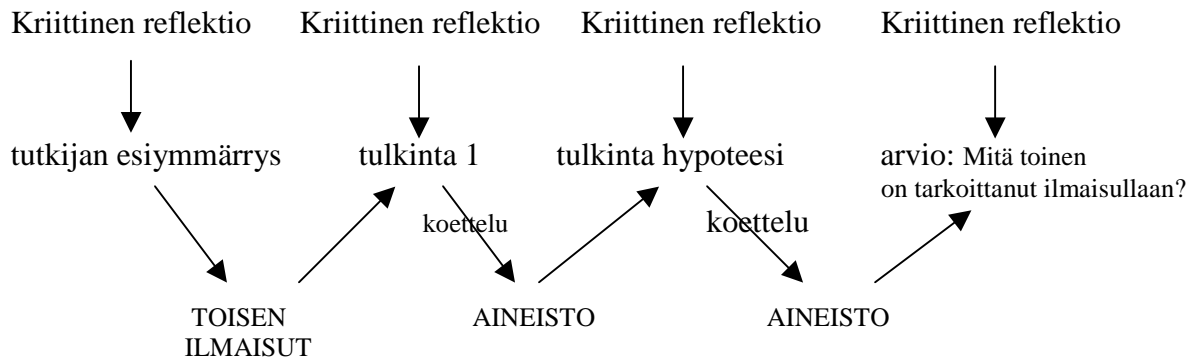 Kriittinen reflektio Kriittinen reflektio Kriittinen reflektio Kriittinen reflektio
tutkijan esiymmärrys tulkinta 1 tulkinta hypoteesi arvio: Mitä toinen
on tarkoittanut ilmaisullaan?
koettelu koettelu
TOISEN AINEISTO AINEISTO
ILMAISUT